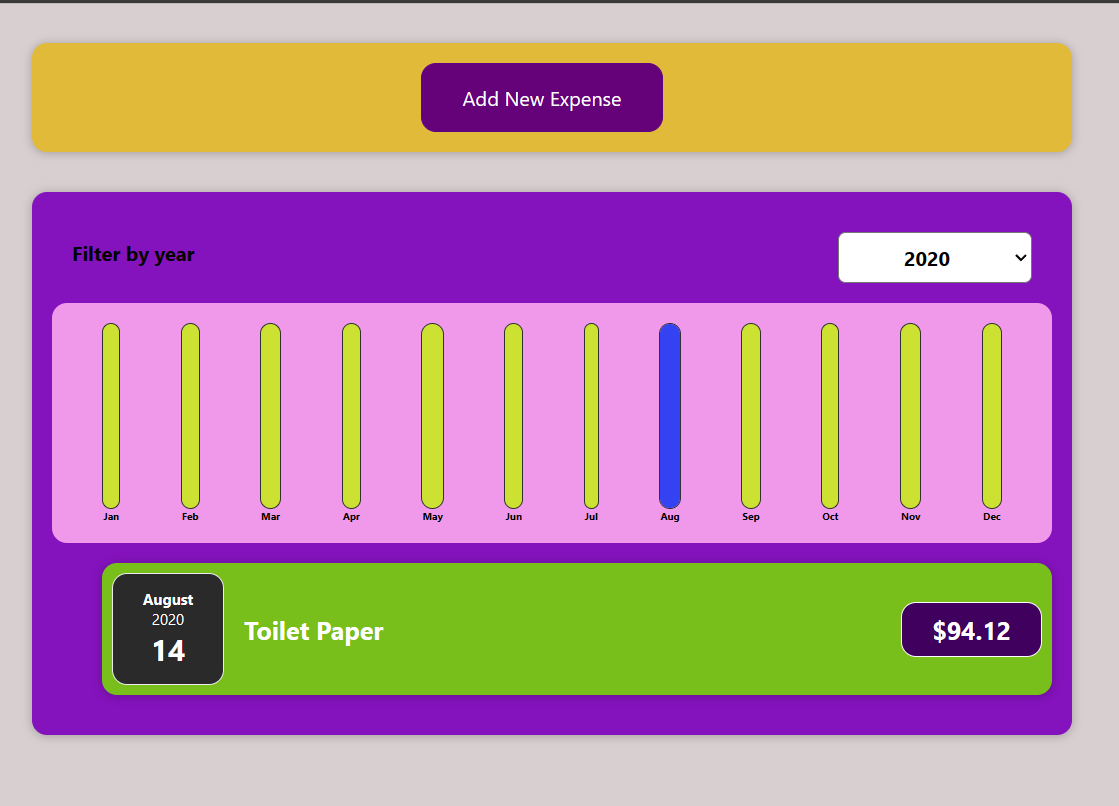 Add New Expense
Filter by year
2020
Jan Feb Mar Apr May Jun Jul Aug Sep Oct Nov Dec
August
2020
14
Toilet Paper
$94.12